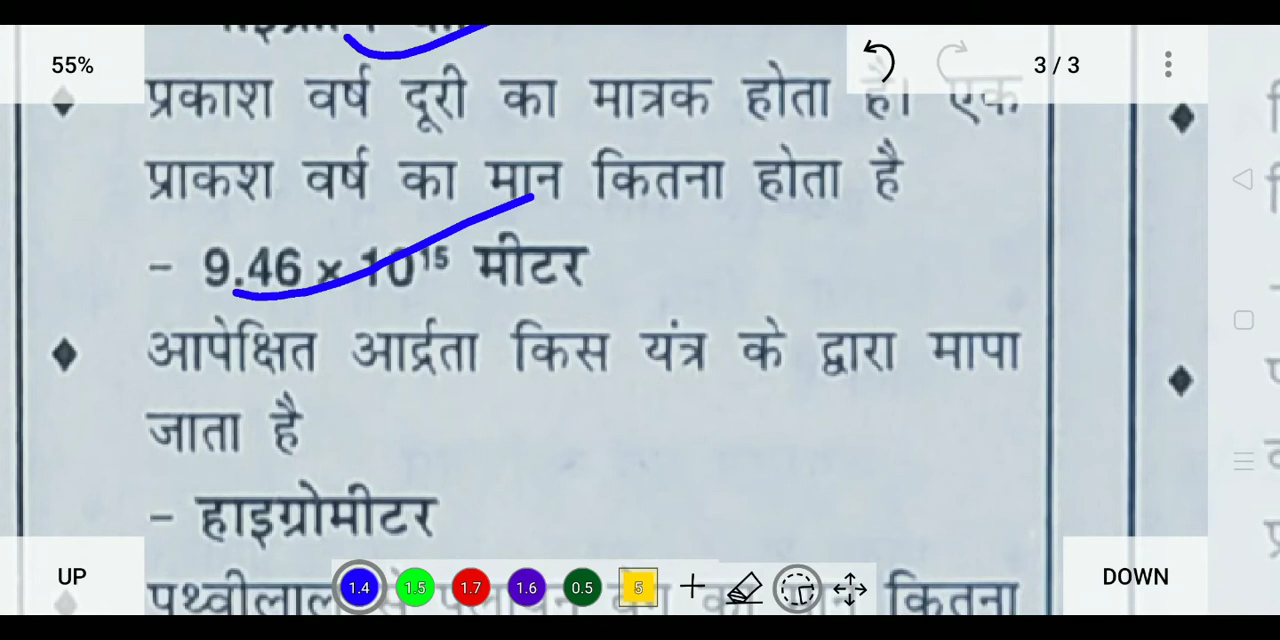 55%
3 / 3
प्रकाश वर्ष दूरी का मात्रक होता है। एक
प्राकश वर्ष का मान कितना होता है
- 9.46 × 10¹⁵ मीटर
आपेक्षित आर्द्रता किस यंत्र के द्वारा मापा
जाता है
- हाइग्रोमीटर
UP
1.4 1.5 1.7 1.6 0.5 5
DOWN
कितना